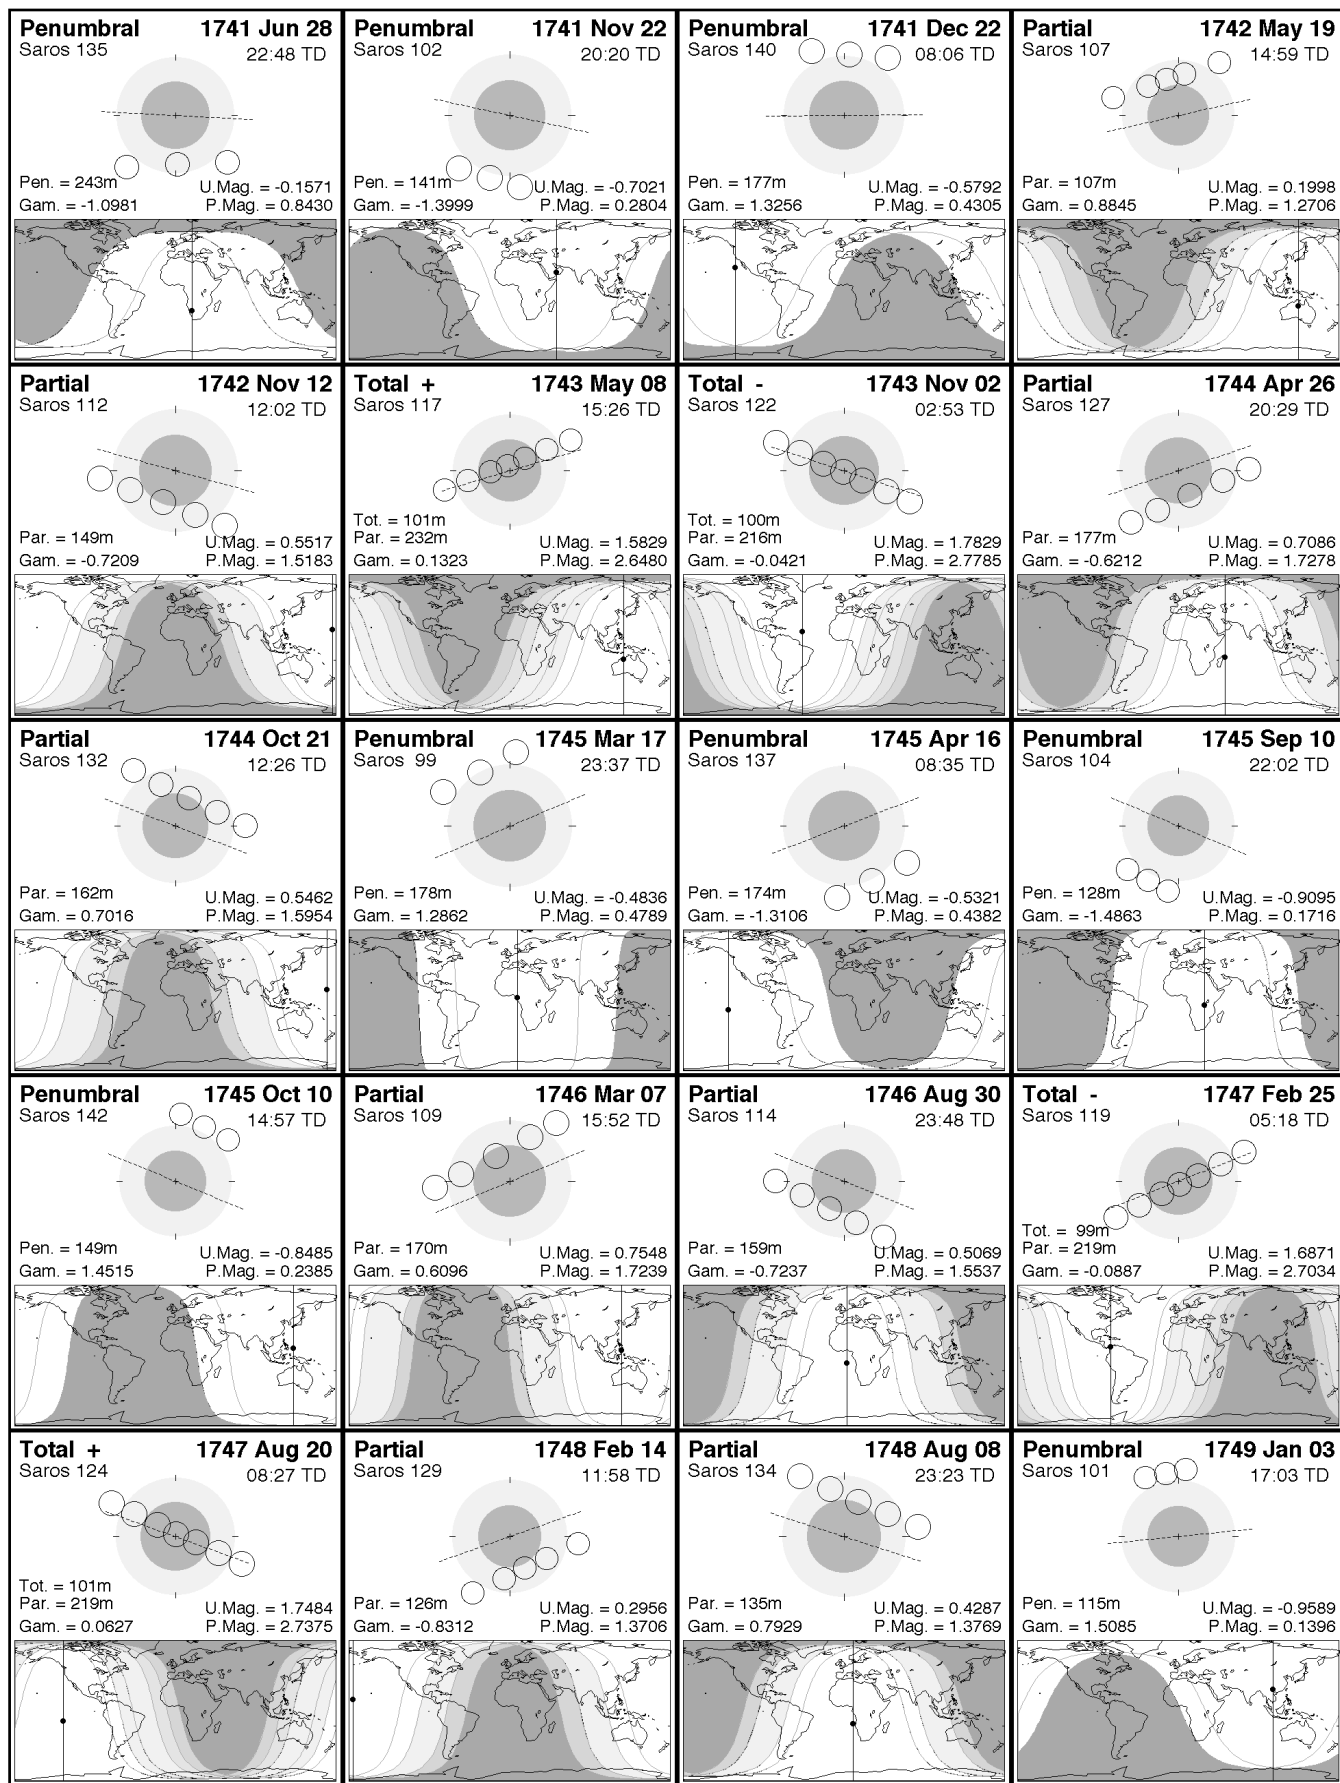 Penumbral 1741 Jun 28
Saros 135 22:48 TD
Pen. = 243m U.Mag. = -0.1571
Gam. = -1.0981 P.Mag. = 0.8430
Penumbral 1741 Nov 22
Saros 102 20:20 TD
Pen. = 141m U.Mag. = -0.7021
Gam. = -1.3999 P.Mag. = 0.2804
Penumbral 1741 Dec 22
Saros 140 08:06 TD
Pen. = 177m U.Mag. = -0.5792
Gam. = 1.3256 P.Mag. = 0.4305
Partial 1742 May 19
Saros 107 14:59 TD
Par. = 107m U.Mag. = 0.1998
Gam. = 0.8845 P.Mag. = 1.2706
Partial 1742 Nov 12
Saros 112 12:02 TD
Par. = 149m U.Mag. = 0.5517
Gam. = -0.7209 P.Mag. = 1.5183
Total + 1743 May 08
Saros 117 15:26 TD
Tot. = 101m
Par. = 232m U.Mag. = 1.5829
Gam. = 0.1323 P.Mag. = 2.6480
Total - 1743 Nov 02
Saros 122 02:53 TD
Tot. = 100m
Par. = 216m U.Mag. = 1.7829
Gam. = -0.0421 P.Mag. = 2.7785
Partial 1744 Apr 26
Saros 127 20:29 TD
Par. = 177m U.Mag. = 0.7086
Gam. = -0.6212 P.Mag. = 1.7278
Partial 1744 Oct 21
Saros 132 12:26 TD
Par. = 162m U.Mag. = 0.5462
Gam. = 0.7016 P.Mag. = 1.5954
Penumbral 1745 Mar 17
Saros 99 23:37 TD
Pen. = 178m U.Mag. = -0.4836
Gam. = 1.2862 P.Mag. = 0.4789
Penumbral 1745 Apr 16
Saros 137 08:35 TD
Pen. = 174m U.Mag. = -0.5321
Gam. = -1.3106 P.Mag. = 0.4382
Penumbral 1745 Sep 10
Saros 104 22:02 TD
Pen. = 128m U.Mag. = -0.9095
Gam. = -1.4863 P.Mag. = 0.1716
Penumbral 1745 Oct 10
Saros 142 14:57 TD
Pen. = 149m U.Mag. = -0.8485
Gam. = 1.4515 P.Mag. = 0.2385
Partial 1746 Mar 07
Saros 109 15:52 TD
Par. = 170m U.Mag. = 0.7548
Gam. = 0.6096 P.Mag. = 1.7239
Partial 1746 Aug 30
Saros 114 23:48 TD
Par. = 159m U.Mag. = 0.5069
Gam. = -0.7237 P.Mag. = 1.5537
Total - 1747 Feb 25
Saros 119 05:18 TD
Tot. = 99m
Par. = 219m U.Mag. = 1.6871
Gam. = -0.0887 P.Mag. = 2.7034
Total + 1747 Aug 20
Saros 124 08:27 TD
Tot. = 101m
Par. = 219m U.Mag. = 1.7484
Gam. = 0.0627 P.Mag. = 2.7375
Partial 1748 Feb 14
Saros 129 11:58 TD
Par. = 126m U.Mag. = 0.2956
Gam. = -0.8312 P.Mag. = 1.3706
Partial 1748 Aug 08
Saros 134 23:23 TD
Par. = 135m U.Mag. = 0.4287
Gam. = 0.7929 P.Mag. = 1.3769
Penumbral 1749 Jan 03
Saros 101 17:03 TD
Pen. = 115m U.Mag. = -0.9589
Gam. = 1.5085 P.Mag. = 0.1396